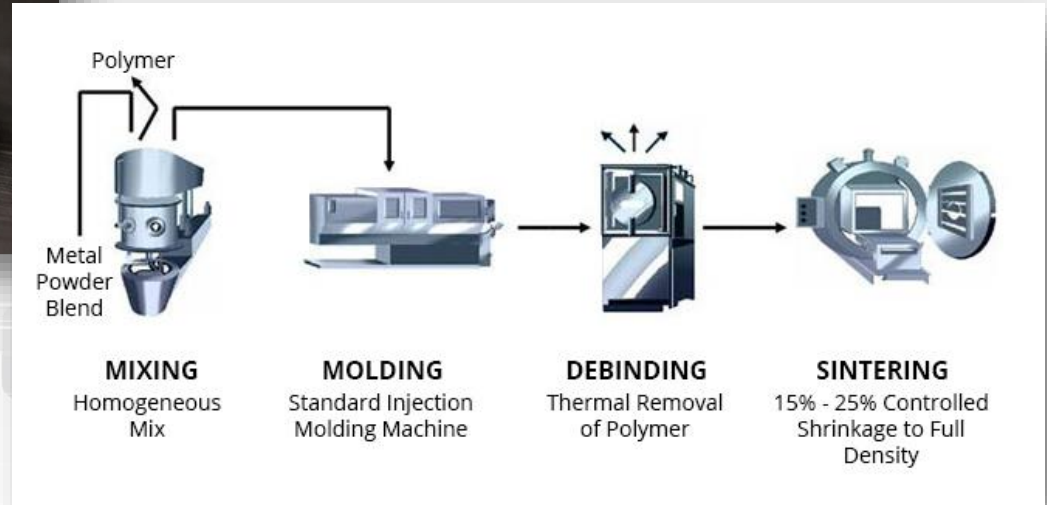 Polymer
Metal
Powder
Blend
MIXING
Homogeneous
Mix
MOLDING
Standard Injection
Molding Machine
DEBINDING
Thermal Removal
of Polymer
SINTERING
15% - 25% Controlled
Shrinkage to Full
Density